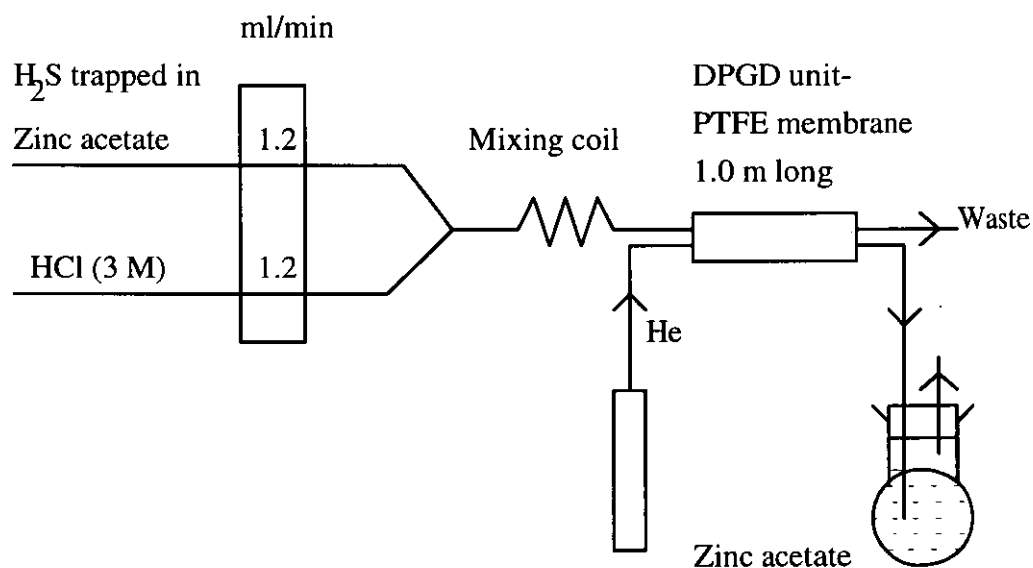 ml/min
H₂S trapped in
Zinc acetate
1.2
HCl (3 M)
1.2
Mixing coil
DPGD unit-
PTFE membrane
1.0 m long
Waste
He
Zinc acetate